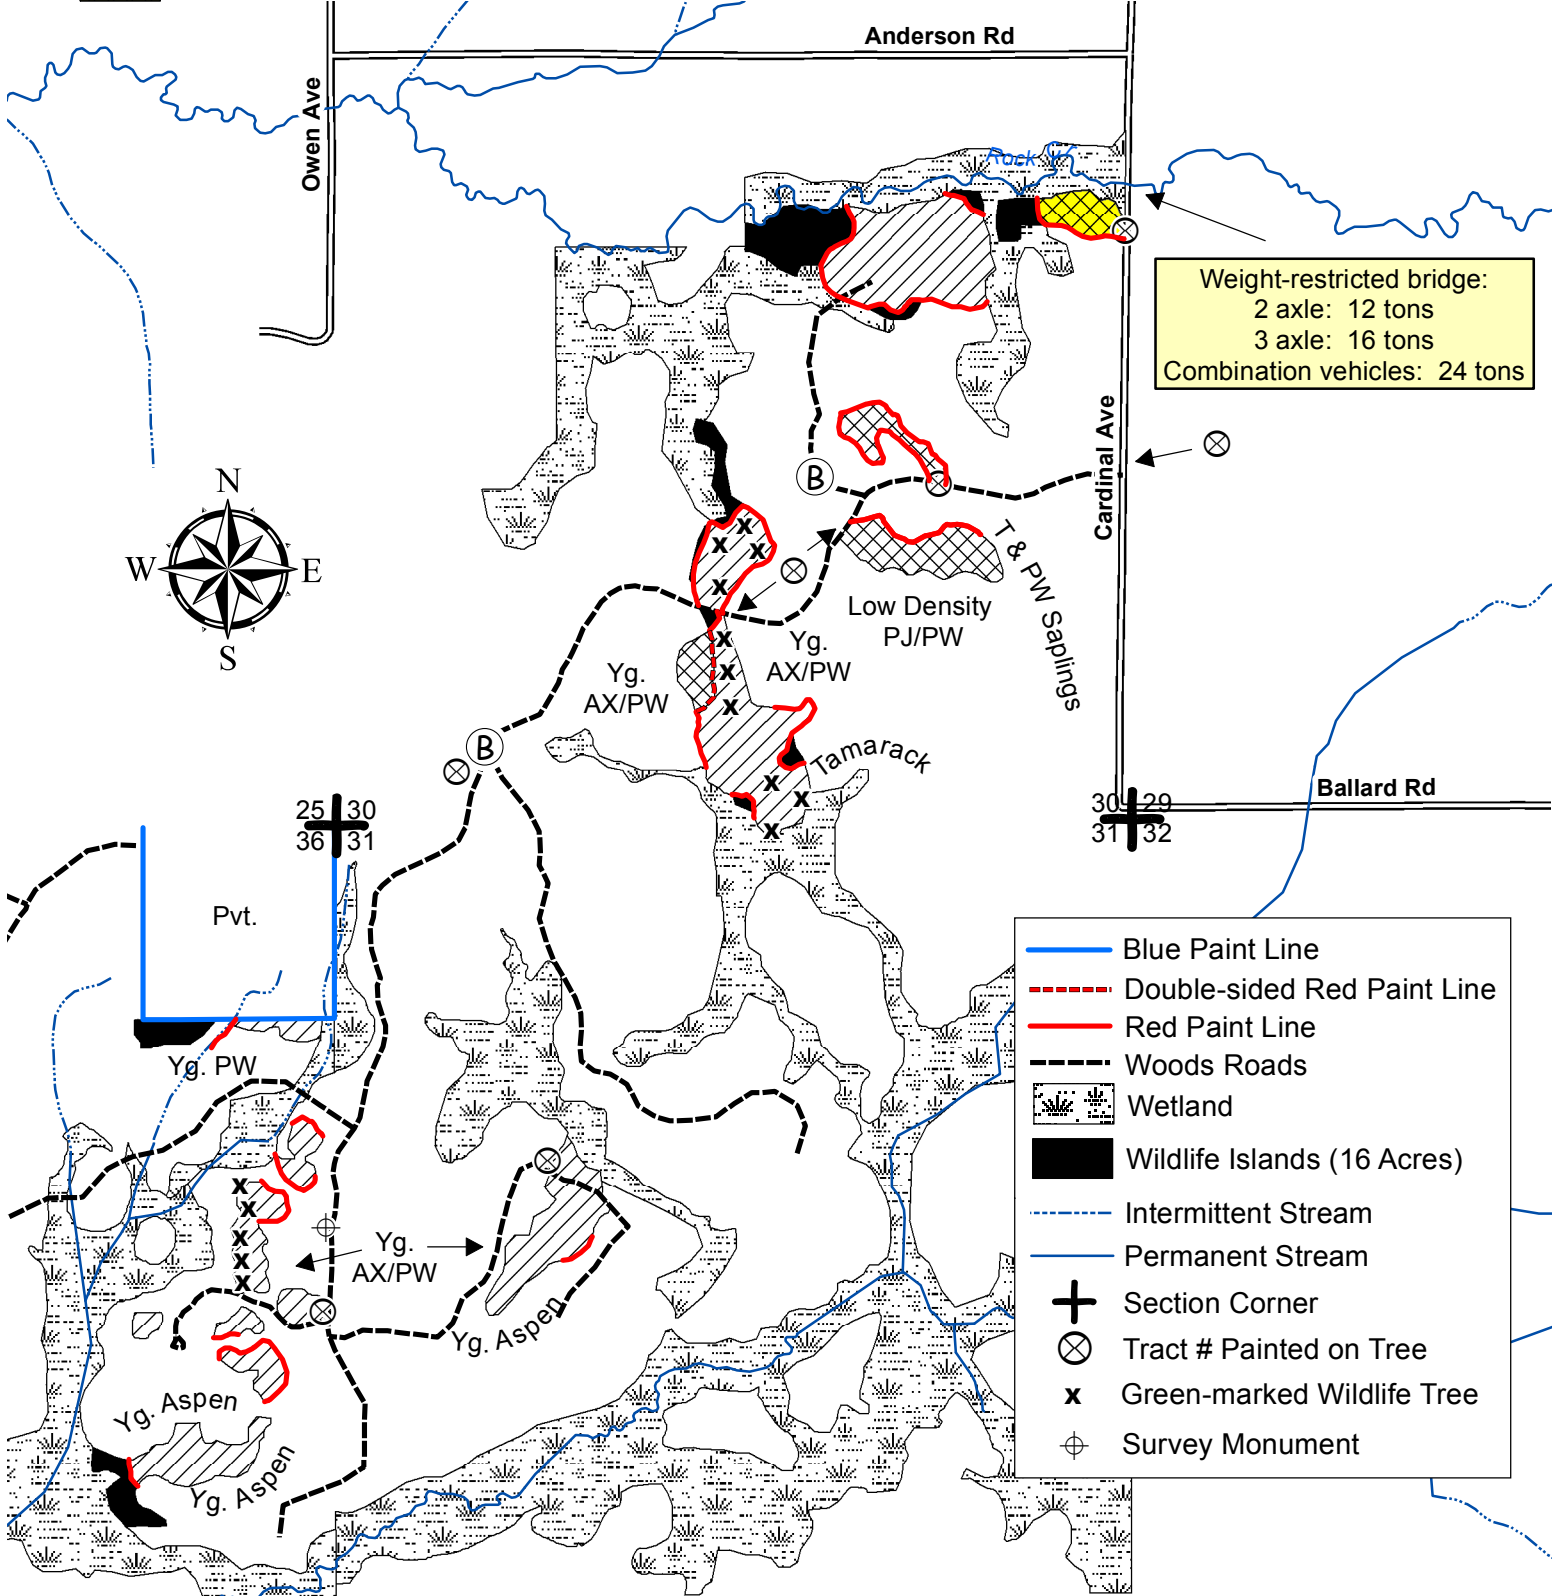 Anderson Rd
Owen Ave
Rock
Weight-restricted bridge:
2 axle: 12 tons
3 axle: 16 tons
Combination vehicles: 24 tons
Cardinal Ave
N
W E
S
B
T & PW Saplings
Low Density
PJ/PW
Yg.
AX/PW
Yg.
AX/PW
B
Tamarack
Ballard Rd
25 30
36 31
30 29
31 32
Pvt.
Yg. PW
Yg.
AX/PW
Yg. Aspen
Yg. Aspen
Yg. Aspen
Blue Paint Line
Double-sided Red Paint Line
Red Paint Line
Woods Roads
Wetland
Wildlife Islands (16 Acres)
Intermittent Stream
Permanent Stream
Section Corner
Tract # Painted on Tree
x Green-marked Wildlife Tree
Survey Monument